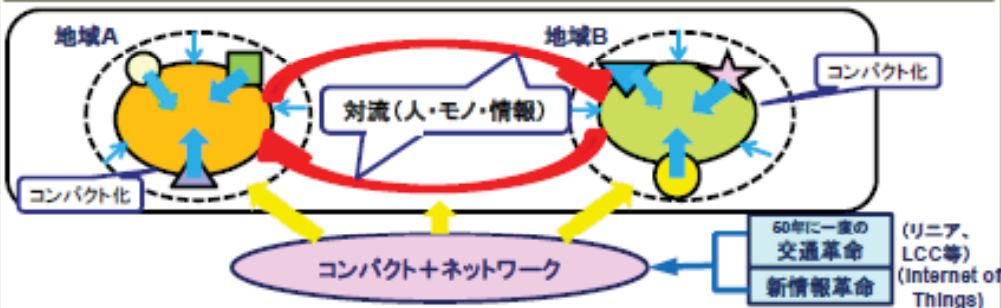 地域A
地域B
コンパクト化
対流(人・モノ・情報)
コンパクト化
コンパクト+ネットワーク
50年に一度の
交通革命
新情報革命
(リニア、
LCC等)
(Internet of
Things)